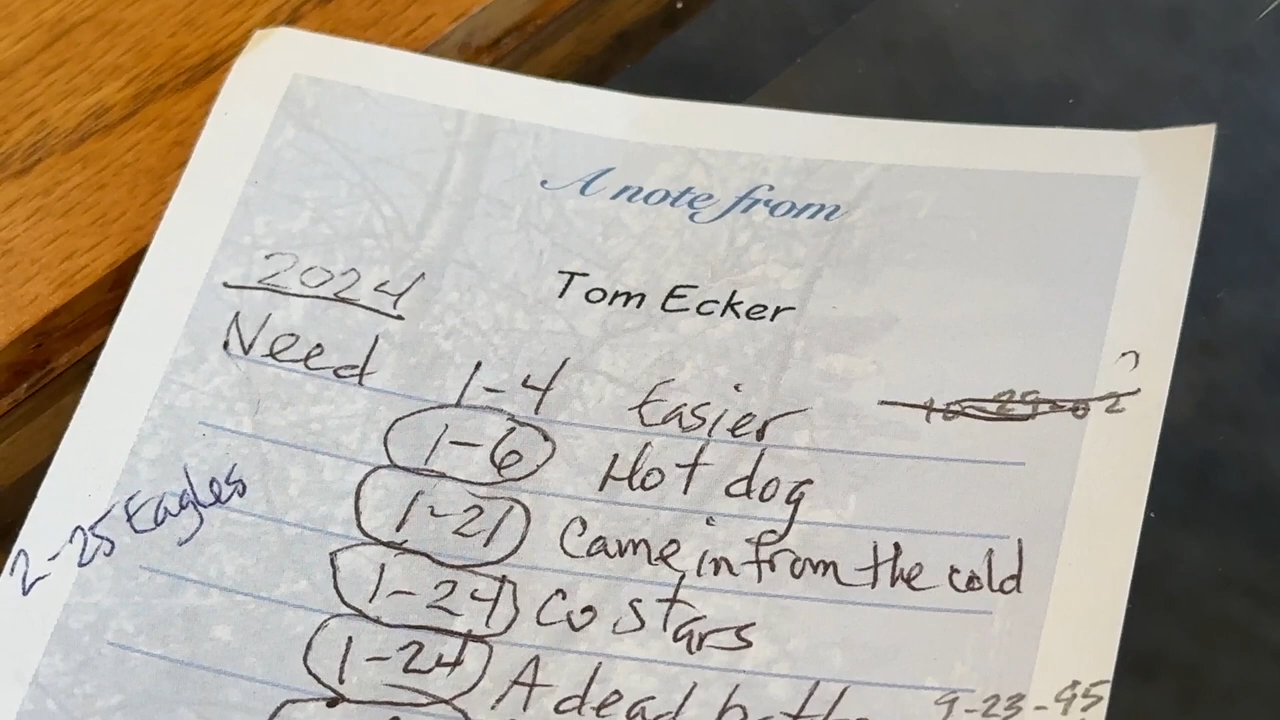 A note from
Tom Ecker
2024
Need
1-4 Easier
1-6 Hot dog
1-21 Came in from the cold
2-25 Eagles
1-24 Co stars
1-24 A dead
9-23-95